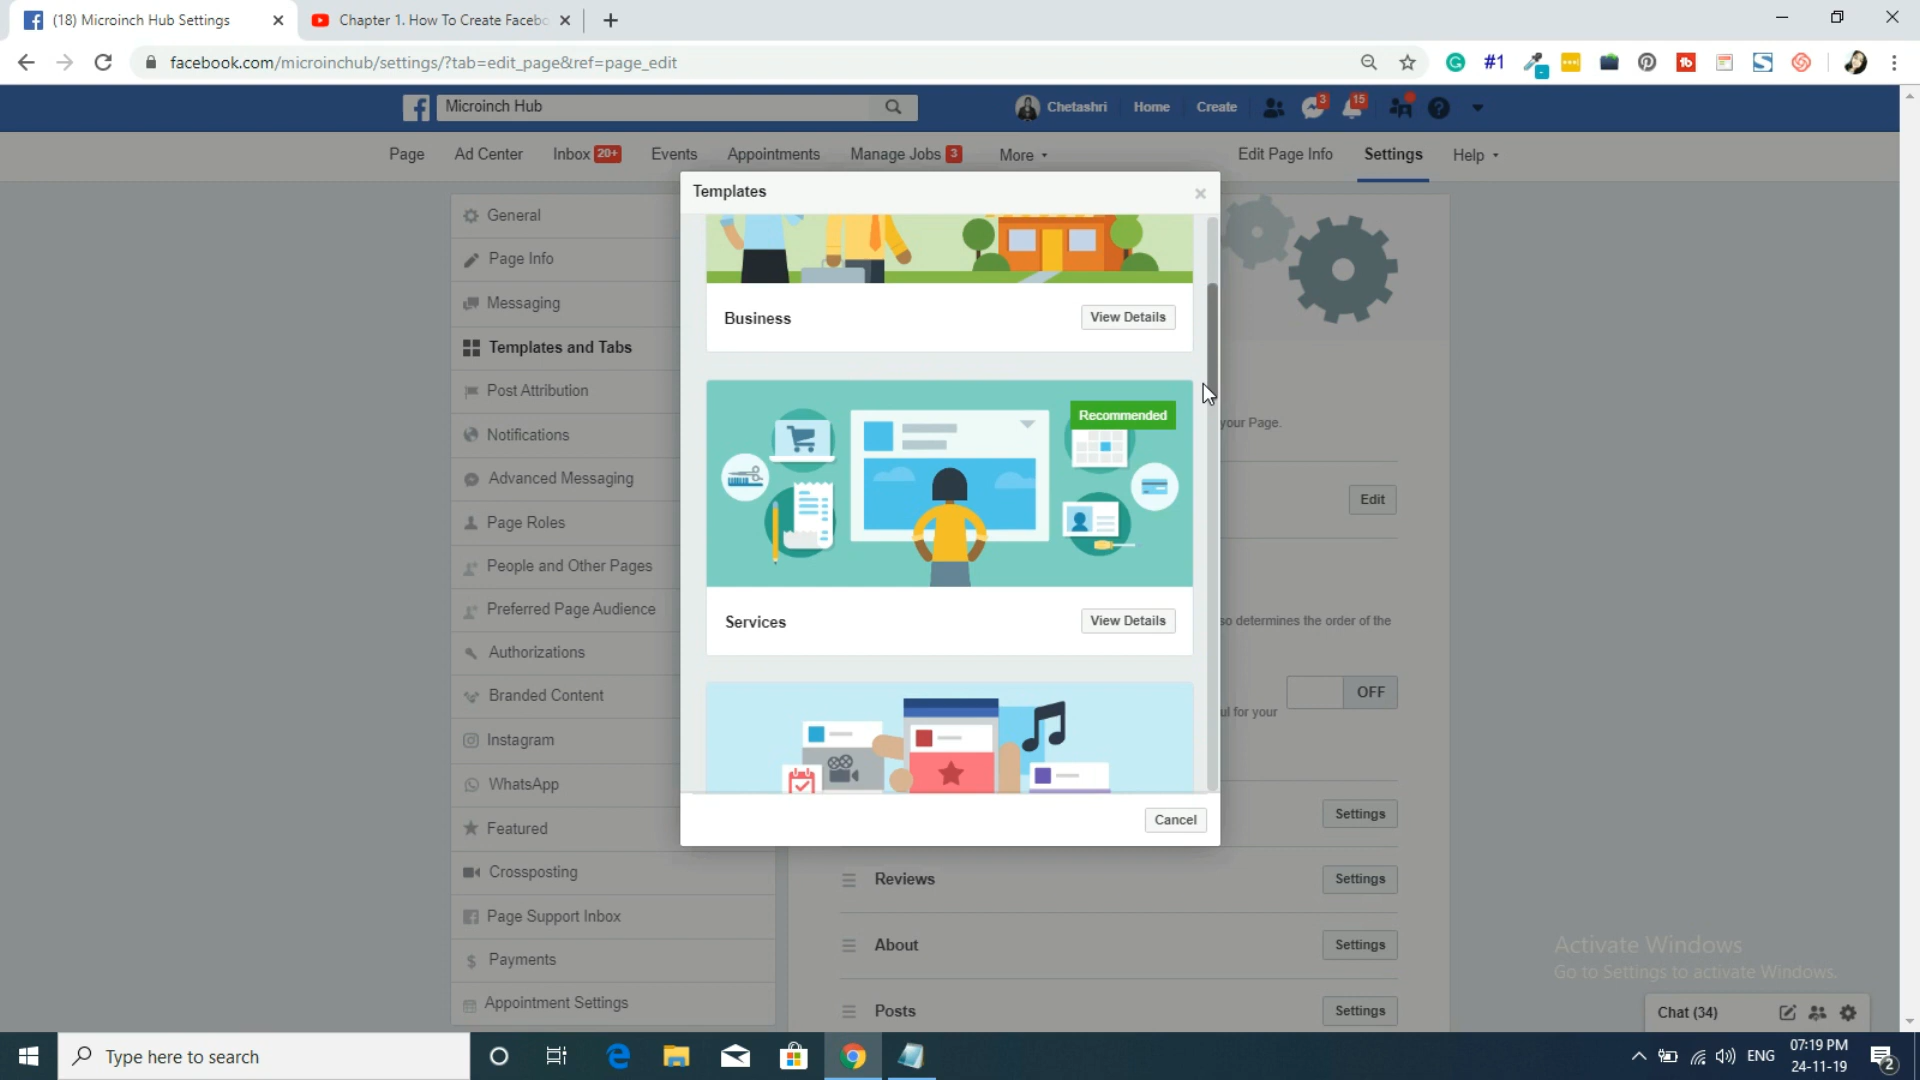 (18) Microinch Hub Settings
Chapter 1. How To Create Facebo
facebook.com/microinchub/settings/?tab=edit_page&ref=page_edit
#1
Microinch Hub
Chetashri
Home
Create
3
15
Page
Ad Center
Inbox 20+
Events
Appointments
Manage Jobs 3
More
Edit Page Info
Settings
Help
Templates
General
Page Info
Messaging
Templates and Tabs
Post Attribution
Notifications
Advanced Messaging
Page Roles
People and Other Pages
Preferred Page Audience
Authorizations
Branded Content
Instagram
WhatsApp
Featured
Crossposting
Page Support Inbox
Payments
Appointment Settings
Business
View Details
Recommended
Services
View Details
Cancel
your Page.
Edit
so determines the order of the
OFF
ul for your
Settings
Reviews
Settings
About
Settings
Posts
Settings
Activate Windows
Go to Settings to activate Windows.
Chat (34)
Type here to search
ENG
07:19 PM
24-11-19
2